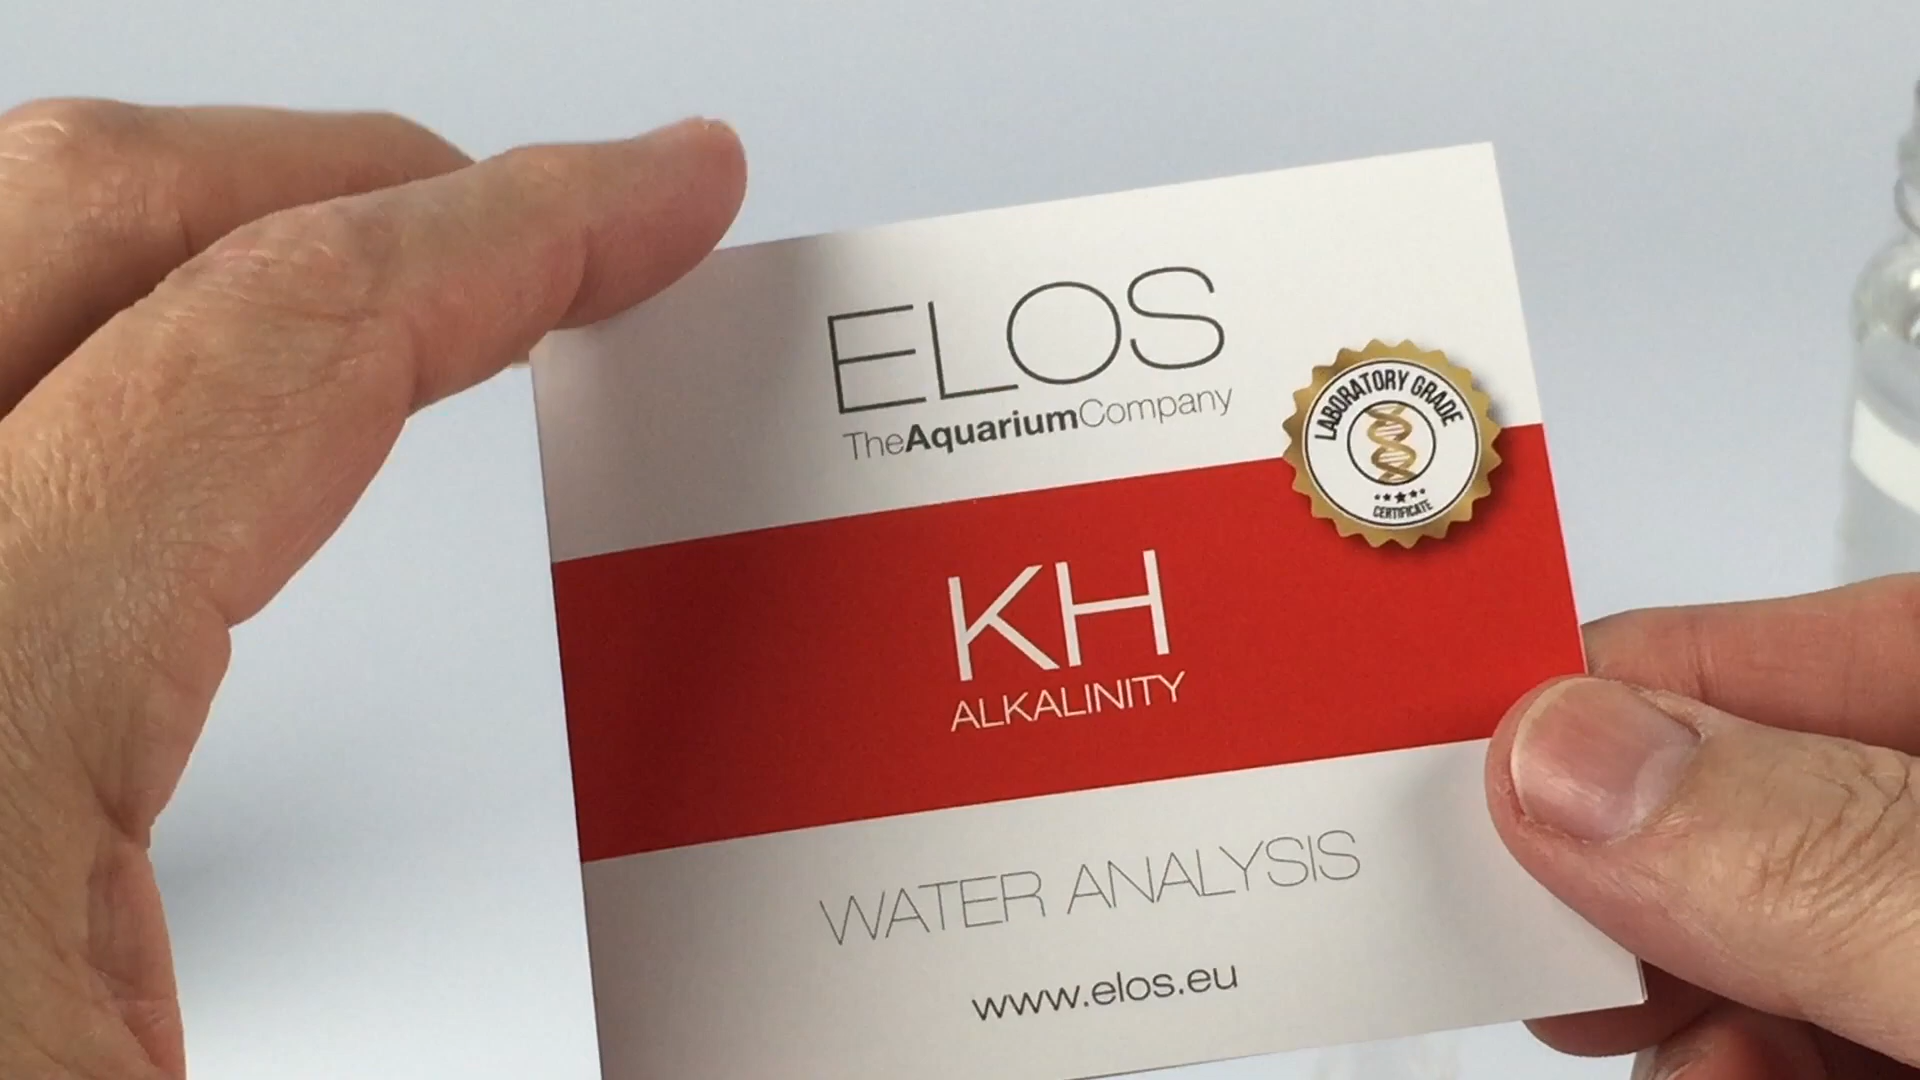 ELOS
TheAquariumCompany
LABORATORY GRADE
CERTIFICATE
KH
ALKALINITY
WATER ANALYSIS
www.elos.eu